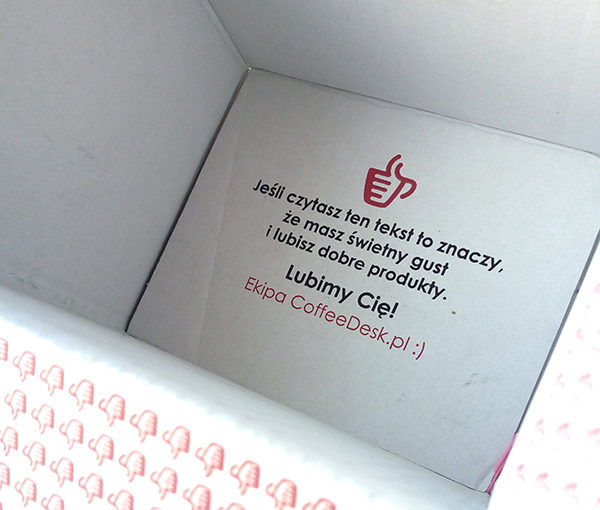 Jeśli czytasz ten tekst to znaczy,
że masz świetny gust
i lubisz dobre produkty.
Lubimy Cię!
Ekipa CoffeeDesk.pl :)